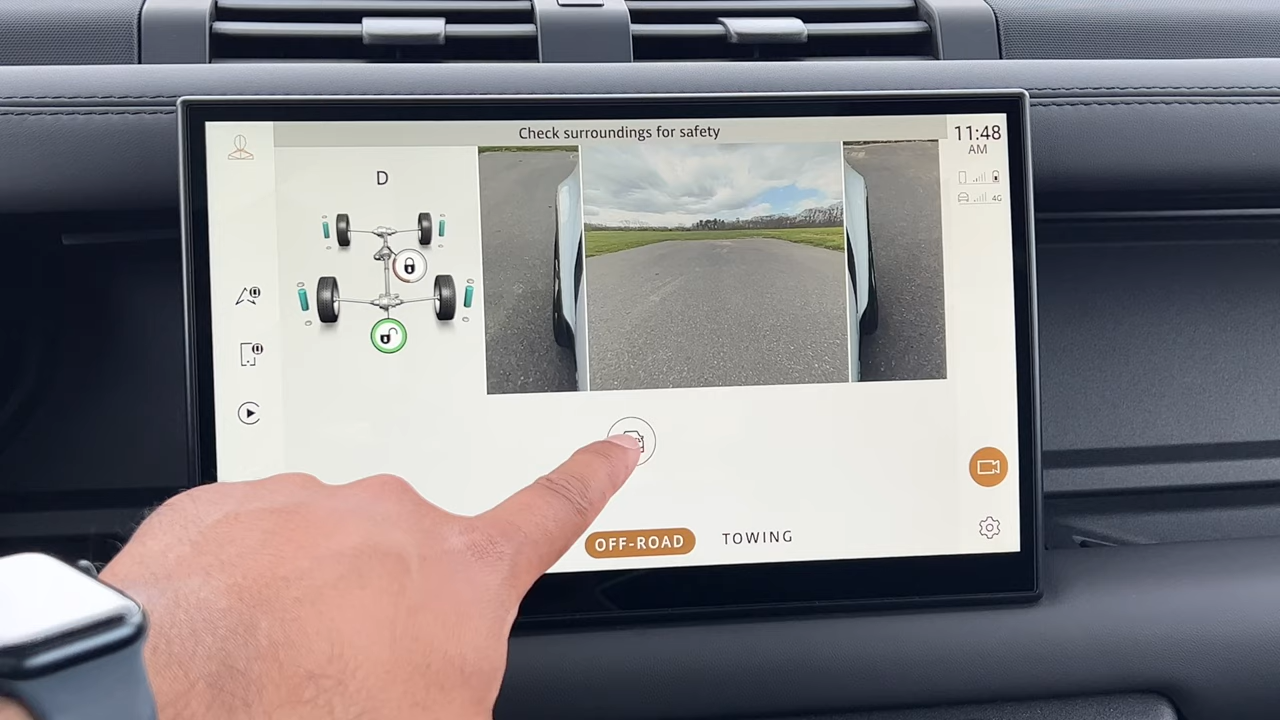 Check surroundings for safety
11:48
AM
D
4G
OFF-ROAD
TOWING